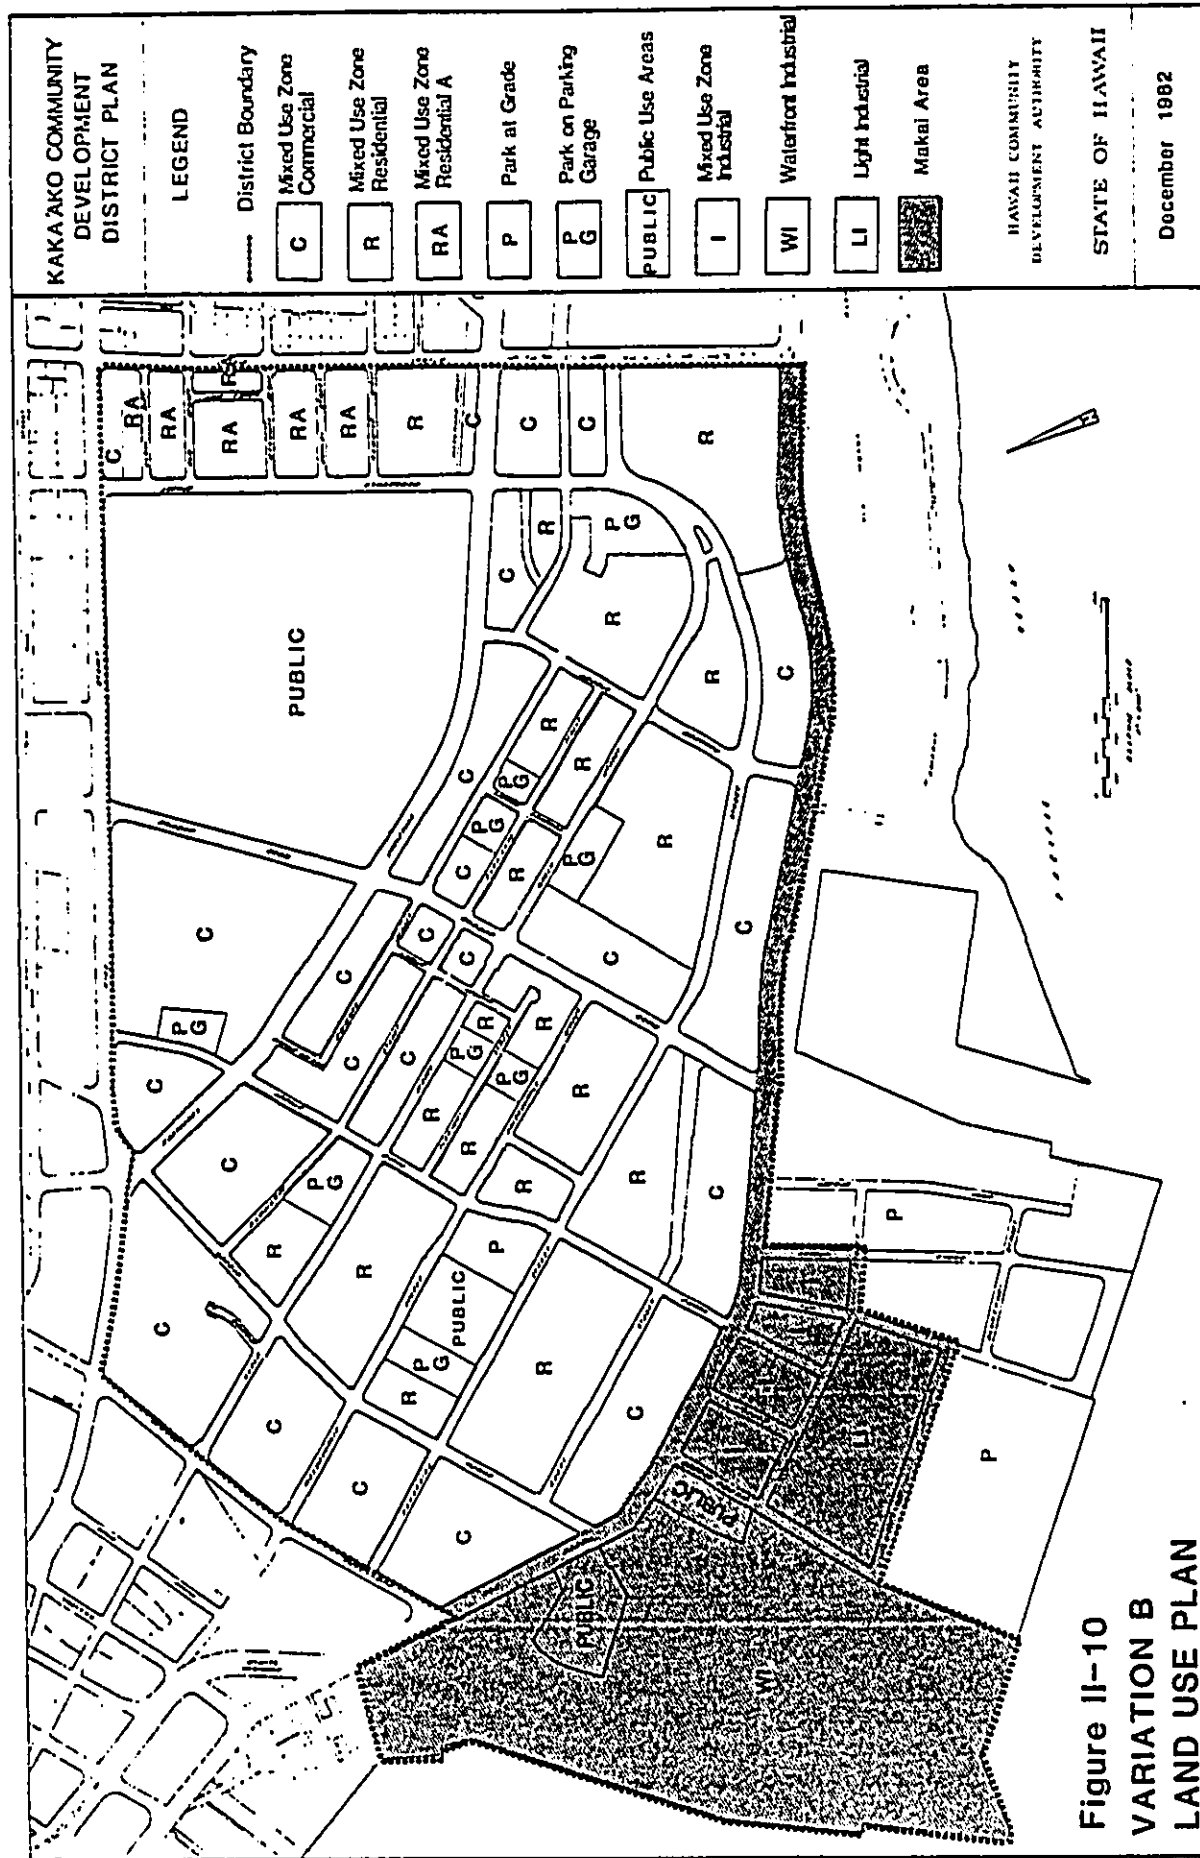 KAKA'AKO COMMUNITY
DEVELOPMENT
DISTRICT PLAN
LEGEND
District Boundary
C Mixed Use Zone
Commercial
R Mixed Use Zone
Residential
RA Mixed Use Zone
Residential A
P Park at Grade
P
G Park on Parking
Garage
PUBLIC Public Use Areas
I Mixed Use Zone
Industrial
WI Waterfront Industrial
LI Light Industrial
Makai Area
HAWAII COMMUNITY
DEVELOPMENT AUTHORITY
STATE OF HAWAII
December 1982
C
RA
RA
RA
RA
RA
R
C
C
C
R
PUBLIC
C
R
P
G
R
R
C
C
R
P
G
R
P
G
C
R
P
G
R
C
C
P
G
C
C
C
C
C
C
C
R
P
G
R
R
P
G
R
R
C
C
P
G
R
R
R
R
C
P
R
PUBLIC
P
G
R
R
C
C
C
C
C
PUBLIC
PUBLIC
WI
LI
P
P
Figure II-10
VARIATION B
LAND USE PLAN